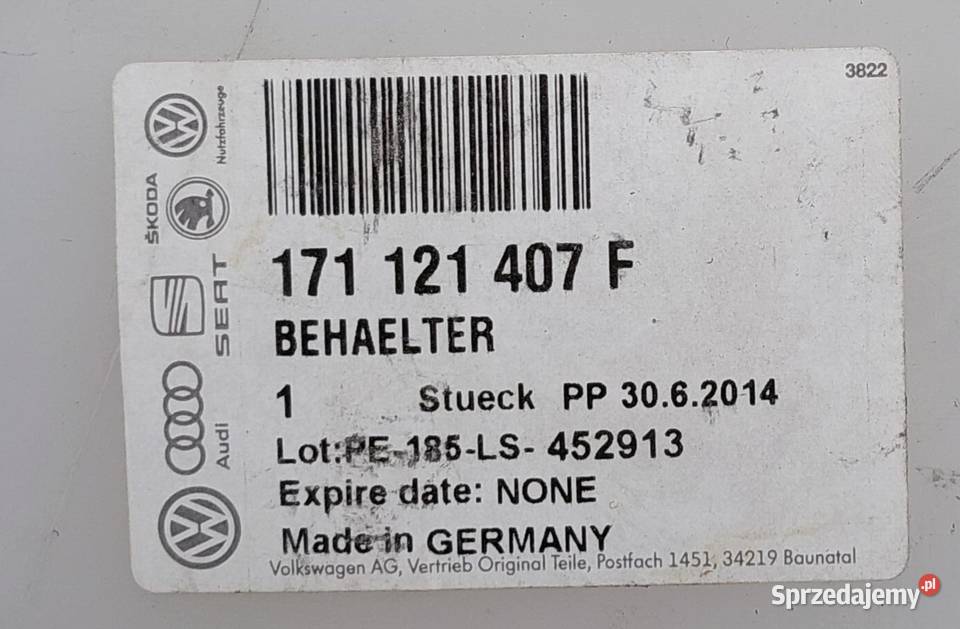 3822
Nutzfahrzeuge
ŠKODA
SEAT
Audi
171 121 407 F
BEHAELTER
1 Stueck PP 30.6.2014
Lot:PE-185-LS- 452913
Expire date: NONE
Made in GERMANY
Volkswagen AG, Vertrieb Original Teile, Postfach 1451, 34219 Baunatal
Sprzedajemy.pl